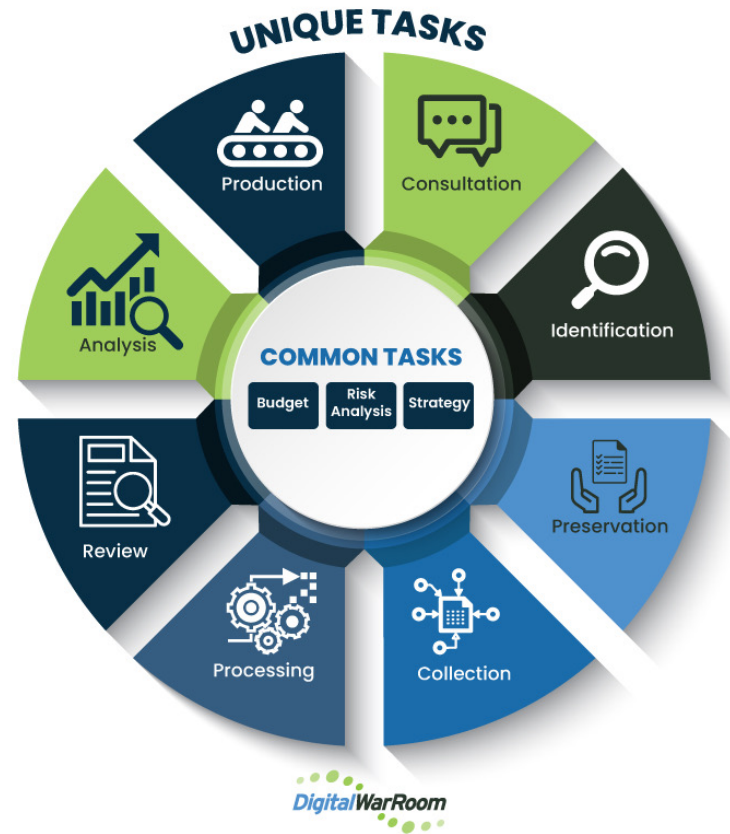 UNIQUE TASKS
Production
Consultation
Analysis
Identification
COMMON TASKS
Budget
Risk
Analysis
Strategy
Review
Preservation
Processing
Collection
DigitalWarRoom